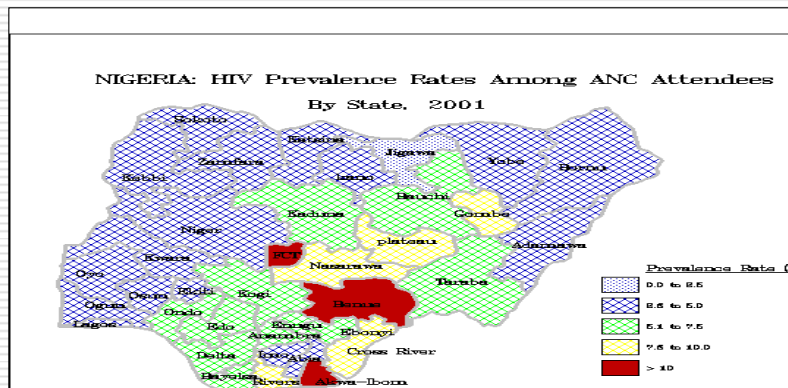 NIGERIA: HIV Prevalence Rates Among ANC Attendees
By State, 2001
Sokoto
Katsina
Jigawa
Zamfara
Yobe
Borno
Kebbi
Kano
Bauchi
Kaduna
Gombe
Niger
plateau
Adamawa
Kwara
FCT
Nasarawa
Prevalence Rate (
Oyo
Taraba
0.0 to 2.5
Osun
Ekiti
Kogi
Benue
2.6 to 5.0
Ogun
Ondo
5.1 to 7.5
Lagos
Edo
Enugu
Ebonyi
Anambra
7.6 to 10.0
Cross River
Delta
Imo
Abia
> 10
Bayelsa
Rivers
Akwa-Ibom